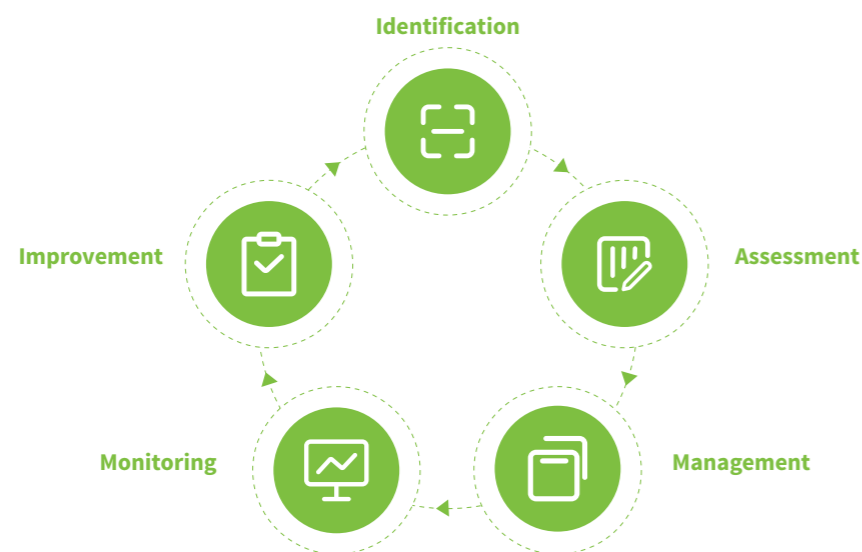 Identification
Improvement
Assessment
Monitoring
Management